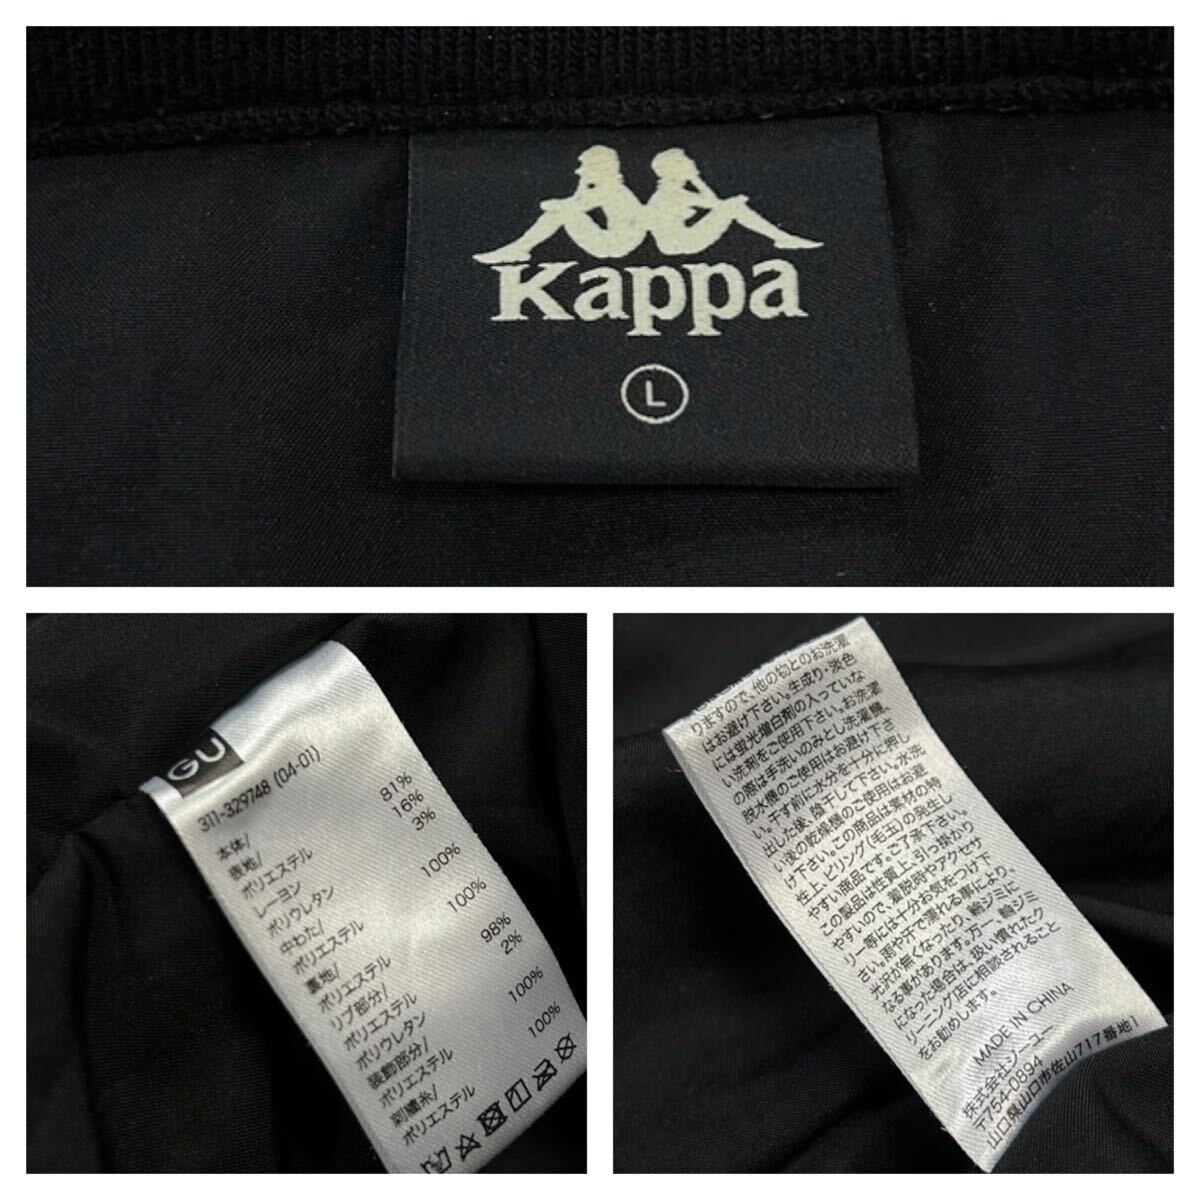 Kappa
L
GU
311-329748 (04-01)
本体/
表地/
ポリエステル 81%
レーヨン 16%
ポリウレタン 3%
中わた/
ポリエステル 100%
裏地/
ポリエステル 100%
リブ部分/
ポリエステル 98%
ポリウレタン 2%
装飾部分/
ポリエステル 100%
刺繍糸/
ポリエステル 100%
りますので、他の物とのお洗濯
はお避け下さい。生成り・淡色
には蛍光増白剤の入っていな
い洗剤をご使用下さい。お洗濯
の際は手洗いのみとし洗濯機、
脱水機のご使用はお避け下さ
い。干す前に水分を十分に押し
出した後、陰干して下さい。水洗
い後の乾燥機のご使用はお避
け下さい。この商品は素材の特
性上、ピリング(毛玉)の発生し
やすい商品です。ご了承下さい。
この製品は性質上、引っ掛かり
やすいので、着脱時やアクセサ
リー等には十分お気をつけ下
さい。雨や汗で濡れる事により、
光沢が無くなったり、輪ジミに
なる事があります。万一、輪ジミ
になった場合は、扱い慣れたク
リーニング店に相談されること
をお勧めします。
MADE IN CHINA
株式会社ジーユー
〒754-0894
山口県山口市佐山717番地1